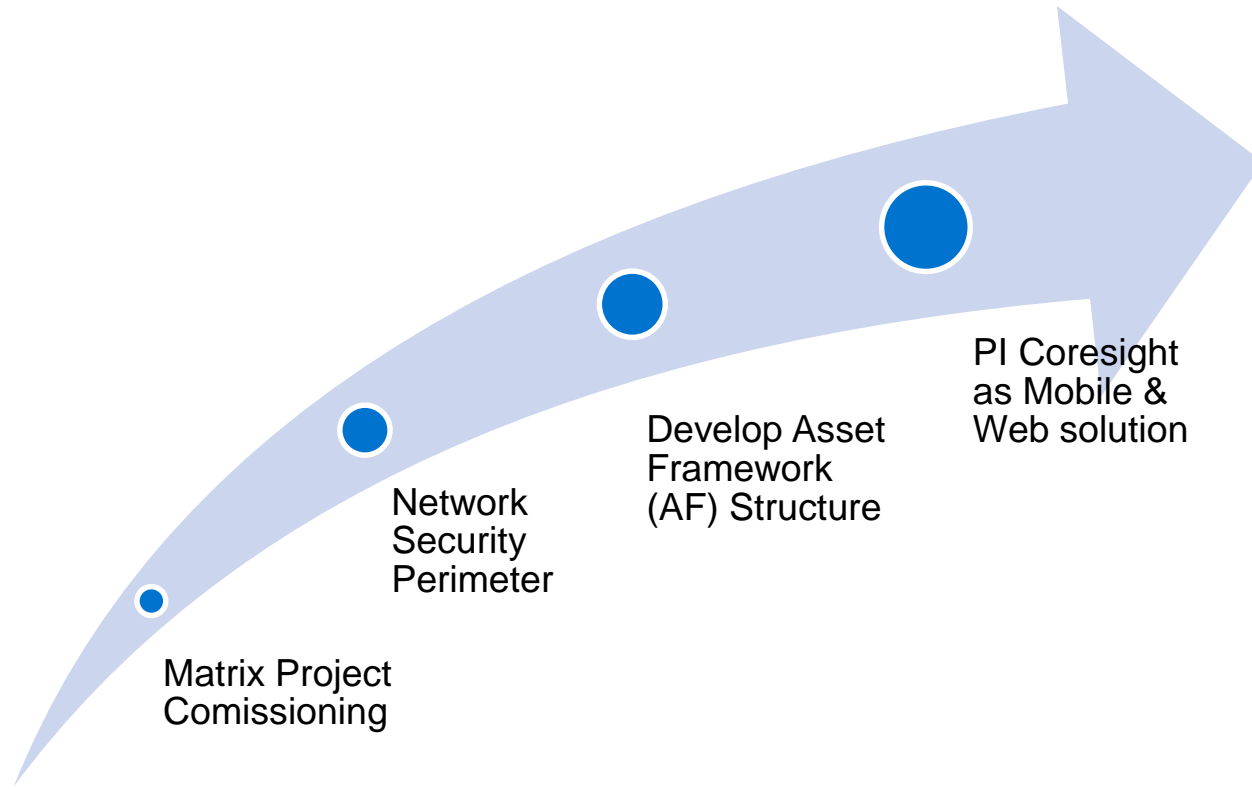 Matrix Project
Comissioning
Network
Security
Perimeter
Develop Asset
Framework
(AF) Structure
PI Coresight
as Mobile &
Web solution